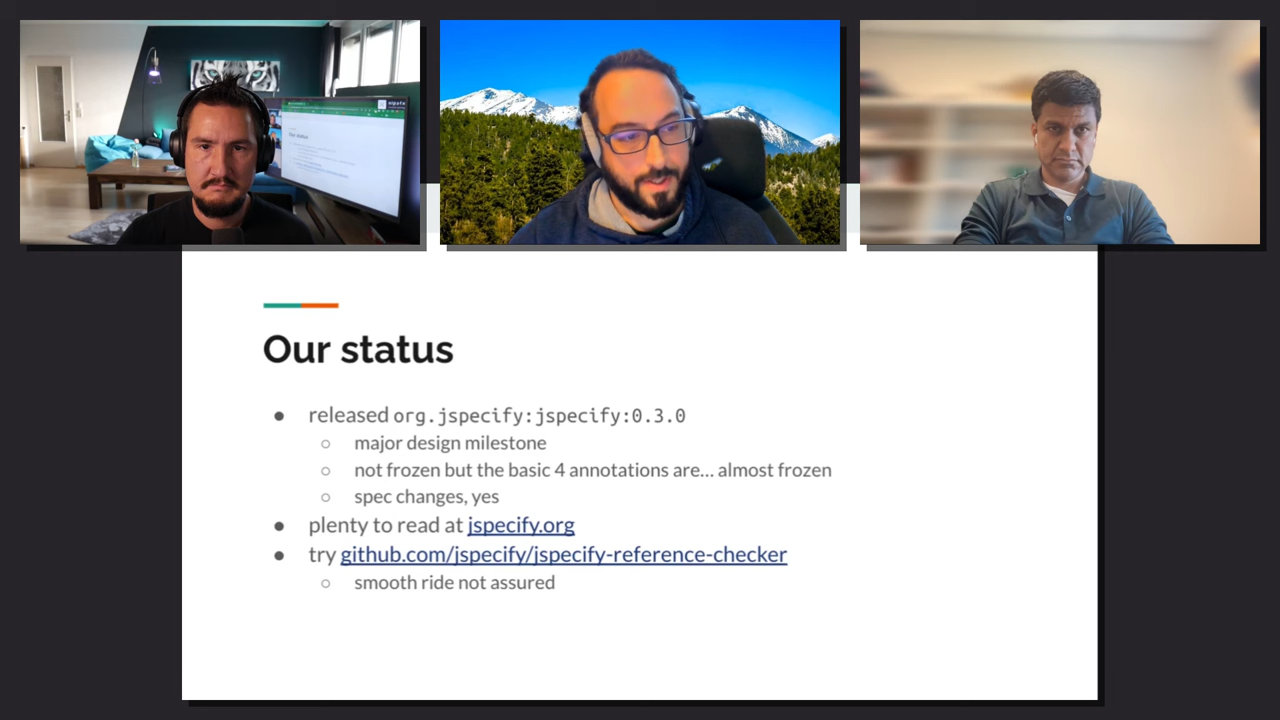 Our status
Our status
● released org.jspecify:jspecify:0.3.0
○ major design milestone
○ not frozen but the basic 4 annotations are... almost frozen
○ spec changes, yes
● plenty to read at jspecify.org
● try github.com/jspecify/jspecify-reference-checker
○ smooth ride not assured